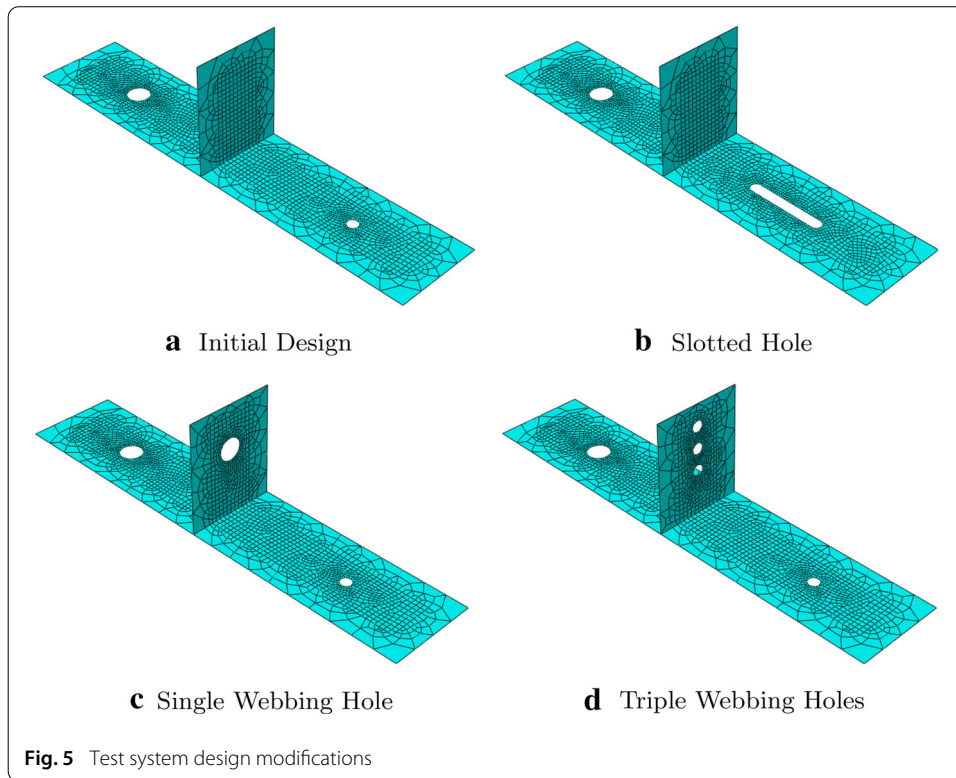 a Initial Design
b Slotted Hole
c Single Webbing Hole
d Triple Webbing Holes
Fig. 5 Test system design modifications